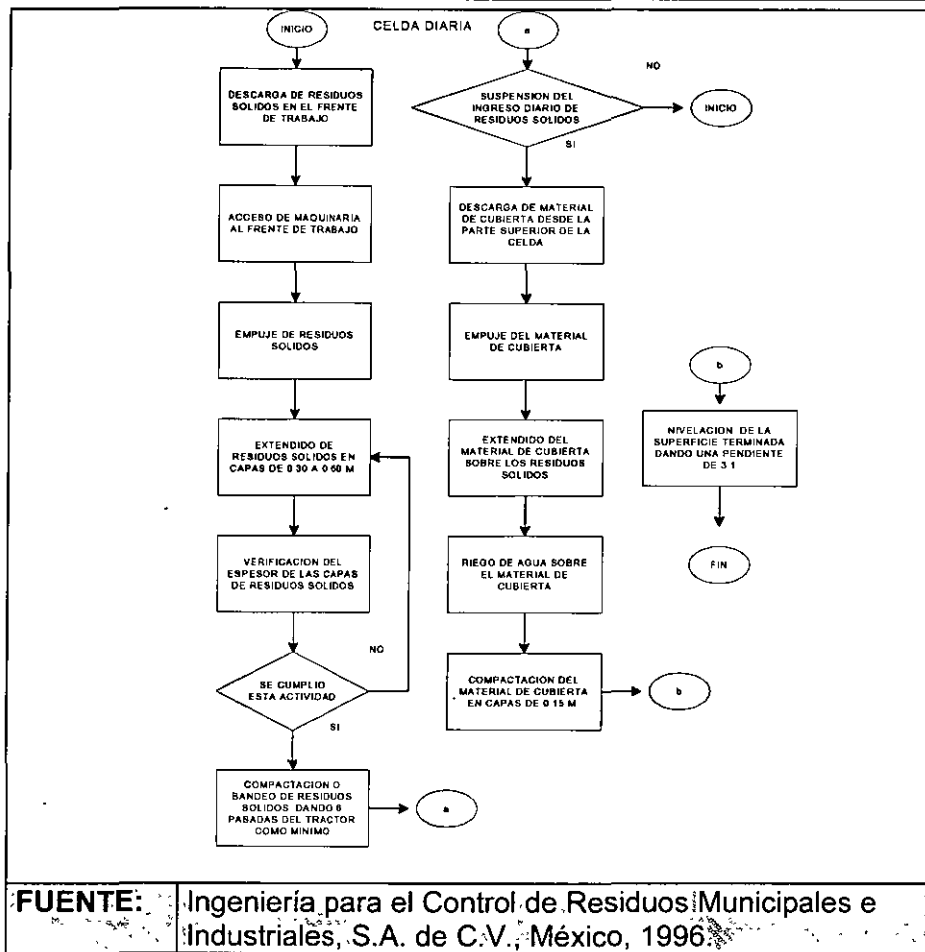 CELDA DIARIA
INICIO
DESCARGA DE RESIDUOS
SOLIDOS EN EL FRENTE
DE TRABAJO
ACCESO DE MAQUINARIA
AL FRENTE DE TRABAJO
EMPUJE DE RESIDUOS
SOLIDOS
EXTENDIDO DE
RESIDUOS SOLIDOS EN
CAPAS DE 0 30 A 0 60 M
VERIFICACION DEL
ESPESOR DE LAS CAPAS
DE RESIDUOS SOLIDOS
NO
SE CUMPLIO
ESTA ACTIVIDAD
SI
COMPACTACION O
BANDEO DE RESIDUOS
SOLIDOS DANDO 6
PASADAS DEL TRACTOR
COMO MINIMO
a
a
NO
SUSPENSION DEL
INGRESO DIARIO DE
RESIDUOS SOLIDOS
INICIO
SI
DESCARGA DE MATERIAL
DE CUBIERTA DESDE LA
PARTE SUPERIOR DE LA
CELDA
EMPUJE DEL MATERIAL
DE CUBIERTA
EXTENDIDO DEL
MATERIAL DE CUBIERTA
SOBRE LOS RESIDUOS
SOLIDOS
RIEGO DE AGUA SOBRE
EL MATERIAL DE
CUBIERTA
COMPACTACION DEL
MATERIAL DE CUBIERTA
EN CAPAS DE 0 15 M
b
b
NIVELACION DE LA
SUPERFICIE TERMINADA
DANDO UNA PENDIENTE
DE 3 1
FIN
FUENTE: Ingeniería para el Control de Residuos Municipales e
Industriales, S.A. de C.V., México, 1996.